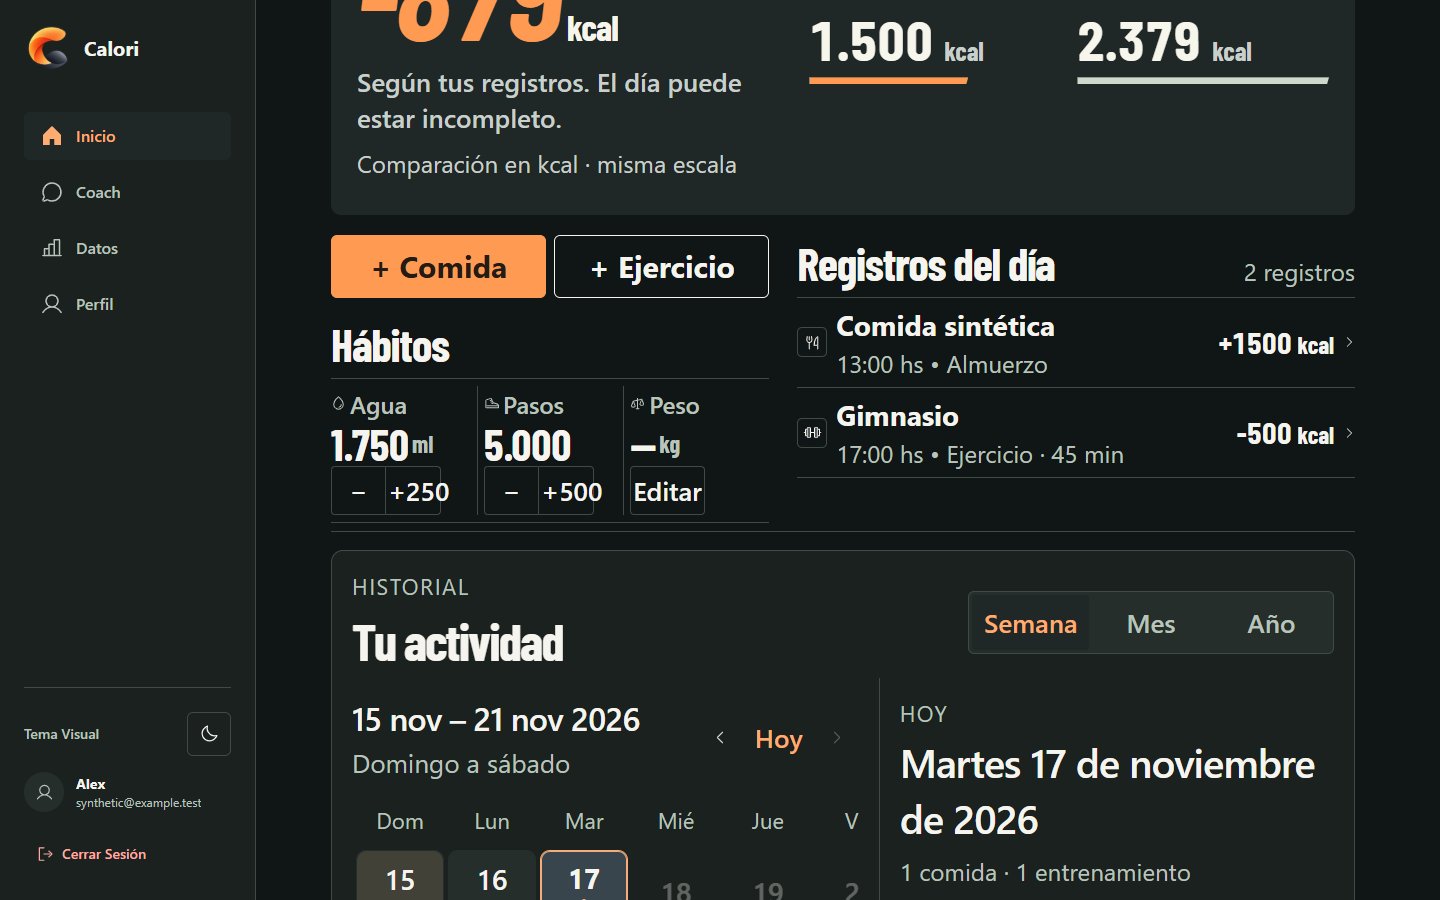 Calori
Inicio
Coach
Datos
Perfil
Tema Visual
Alex
synthetic@example.test
Cerrar Sesión
-879 kcal
Según tus registros. El día puede
estar incompleto.
Comparación en kcal · misma escala
1.500 kcal
2.379 kcal
+ Comida
+ Ejercicio
Hábitos
Agua
1.750 ml
– +250
Pasos
5.000
– +500
Peso
— kg
Editar
Registros del día
2 registros
Comida sintética
13:00 hs • Almuerzo
+1500 kcal
Gimnasio
17:00 hs • Ejercicio · 45 min
-500 kcal
HISTORIAL
Tu actividad
Semana Mes Año
15 nov – 21 nov 2026
Domingo a sábado
Hoy
Dom Lun Mar Mié Jue V
15 16 17 18 19 2
HOY
Martes 17 de noviembre
de 2026
1 comida · 1 entrenamiento